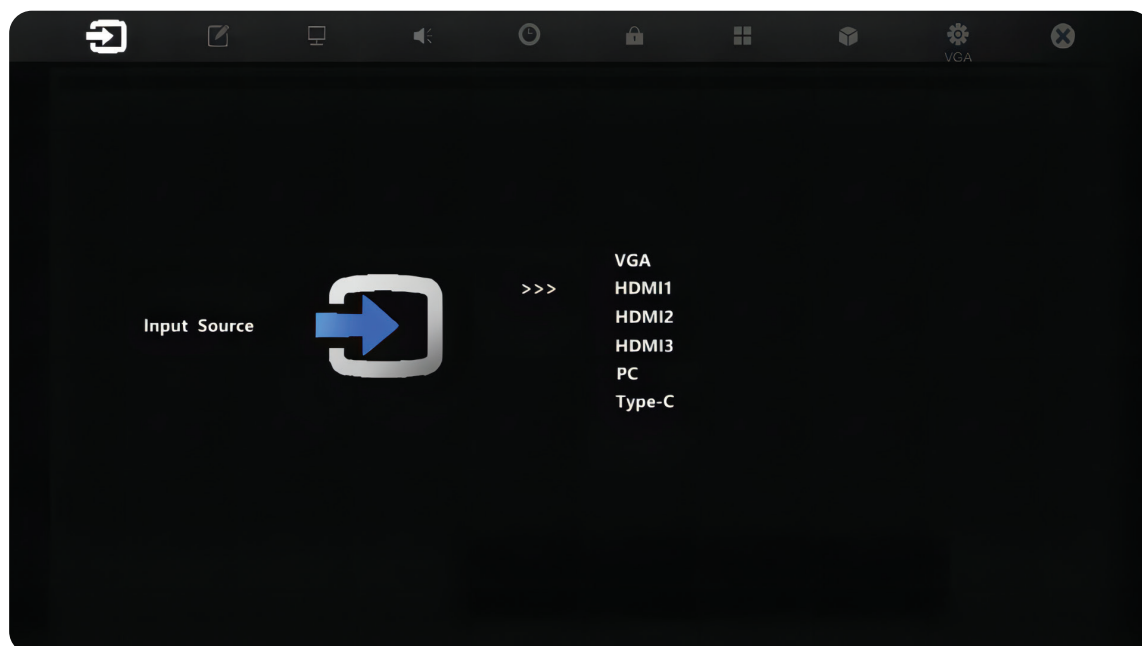 VGA
Input Source
>>>
VGA
HDMI1
HDMI2
HDMI3
PC
Type-C